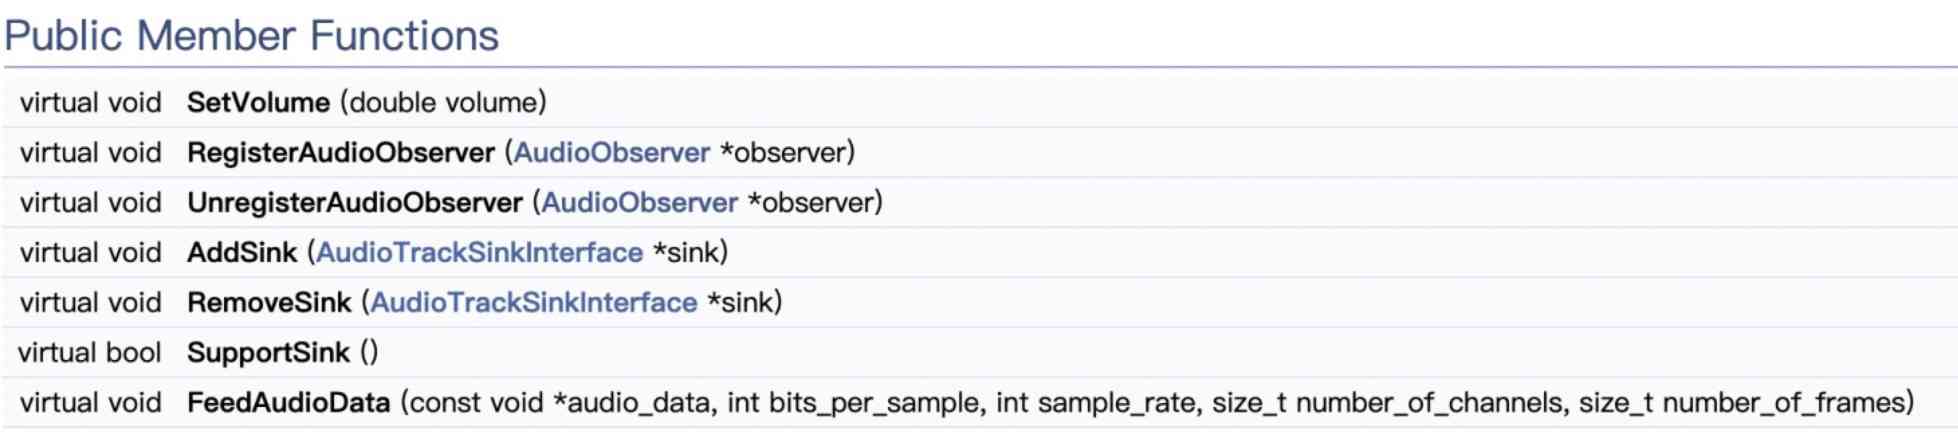 Public Member Functions
virtual void SetVolume (double volume)
virtual void RegisterAudioObserver (AudioObserver *observer)
virtual void UnregisterAudioObserver (AudioObserver *observer)
virtual void AddSink (AudioTrackSinkInterface *sink)
virtual void RemoveSink (AudioTrackSinkInterface *sink)
virtual bool SupportSink ()
virtual void FeedAudioData (const void *audio_data, int bits_per_sample, int sample_rate, size_t number_of_channels, size_t number_of_frames)